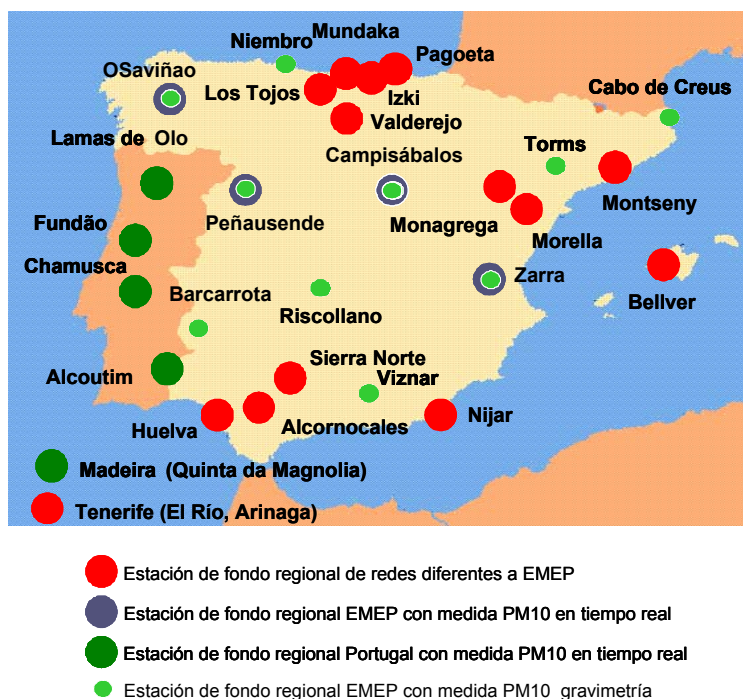 Mundaka
Niembro
Pagoeta
OSaviñao
Cabo de Creus
Los Tojos
Izki
Valderejo
Lamas de Olo
Torms
Campisábalos
Montseny
Fundão
Peñausende
Monagrega
Morella
Chamusca
Zarra
Barcarrota
Bellver
Riscollano
Sierra Norte
Alcoutim
Viznar
Huelva
Alcornocales
Nijar
Madeira (Quinta da Magnolia)
Tenerife (El Río, Arinaga)
Estación de fondo regional de redes diferentes a EMEP
Estación de fondo regional EMEP con medida PM10 en tiempo real
Estación de fondo regional Portugal con medida PM10 en tiempo real
Estación de fondo regional EMEP con medida PM10 gravimetría